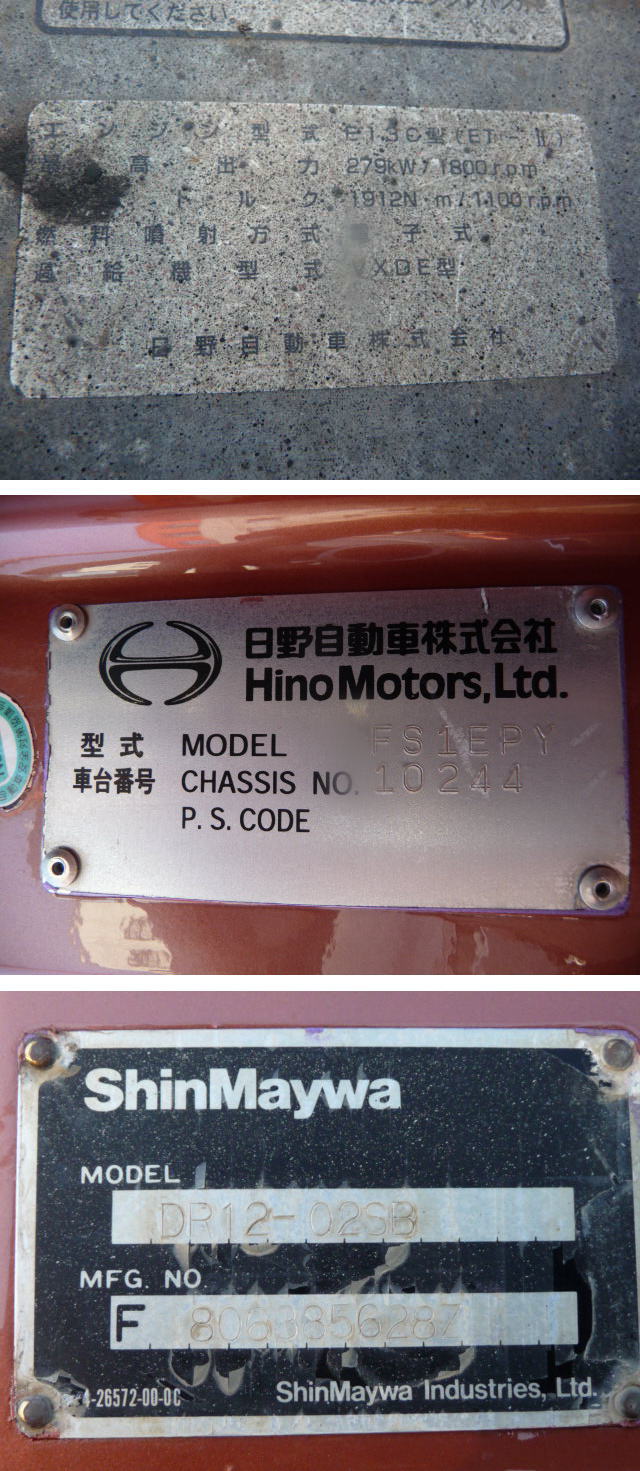 使用してください
エンジン型式 E13C型(ET-Ⅱ)
高出力 279kW/1800rpm
トルク 1912N・m/1100rpm
燃料噴射方式 子式
過給機型式 VXDE型
日野自動車株式会社
日野自動車株式会社
Hino Motors, Ltd.
型式 MODEL FS1EPY
車台番号 CHASSIS NO. 10244
P.S.CODE
ShinMaywa
MODEL
DR12-02SB
MFG. NO
F 8063856287
4-26572-00-0C ShinMaywa Industries, Ltd.